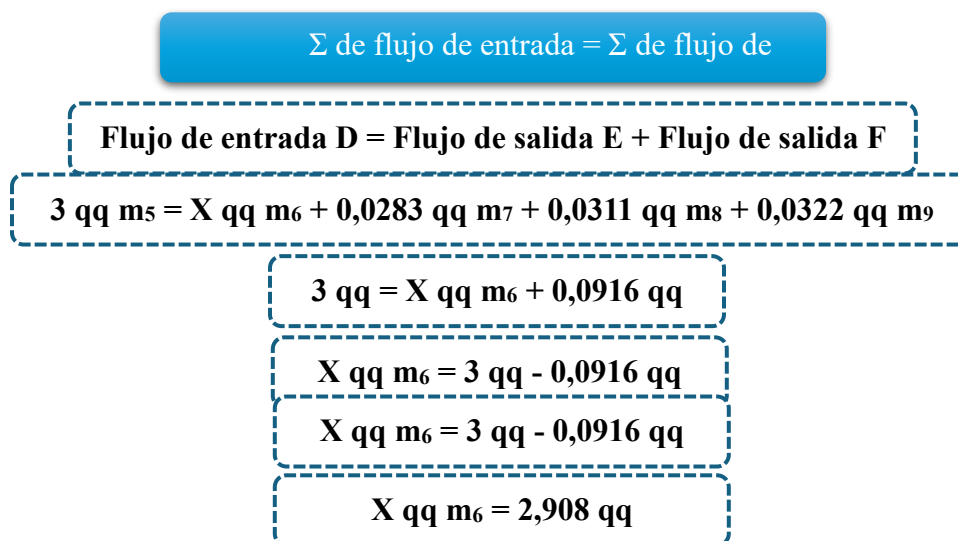 Σ de flujo de entrada = Σ de flujo de
Flujo de entrada D = Flujo de salida E + Flujo de salida F
3 qq m₅ = X qq m₆ + 0,0283 qq m₇ + 0,0311 qq m₈ + 0,0322 qq m₉
3 qq = X qq m₆ + 0,0916 qq
X qq m₆ = 3 qq - 0,0916 qq
X qq m₆ = 3 qq - 0,0916 qq
X qq m₆ = 2,908 qq